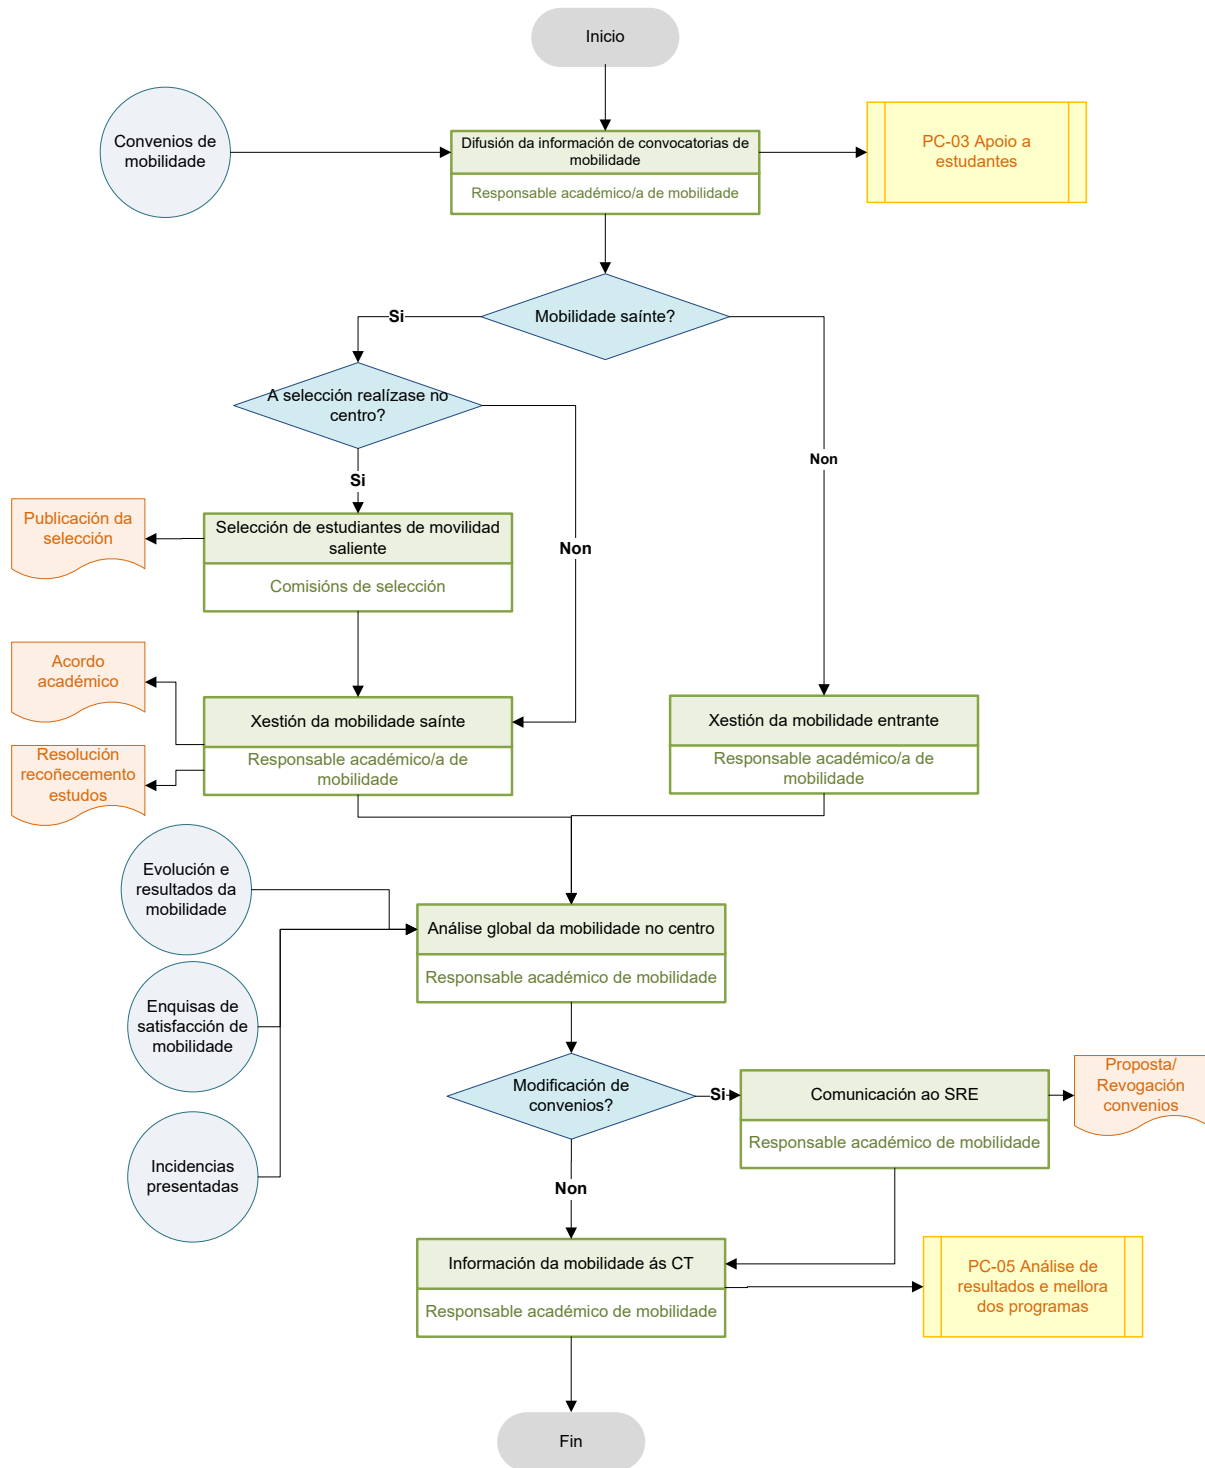 Inicio
Convenios de
mobilidade
Difusión da información de convocatorias de
mobilidade
Responsable académico/a de mobilidade
PC-03 Apoio a
estudantes
Mobilidade saínte?
Si
A selección realízase no
centro?
Non
Si
Publicación da
selección
Selección de estudiantes de movilidad
saliente
Comisións de selección
Non
Acordo
académico
Xestión da mobilidade saínte
Responsable académico/a de
mobilidade
Xestión da mobilidade entrante
Responsable académico/a de
mobilidade
Resolución
recoñecemento
estudos
Evolución e
resultados da
mobilidade
Análise global da mobilidade no centro
Responsable académico de mobilidade
Enquisas de
satisfacción de
mobilidade
Modificación de
convenios?
Si
Comunicación ao SRE
Responsable académico de mobilidade
Proposta/
Revogación
convenios
Incidencias
presentadas
Non
Información da mobilidade ás CT
Responsable académico de mobilidade
PC-05 Análise de
resultados e mellora
dos programas
Fin